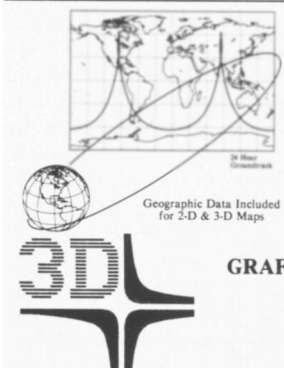 24 Hour
Groundtrack
Geographic Data Included
for 2-D & 3-D Maps
3D
GRAF